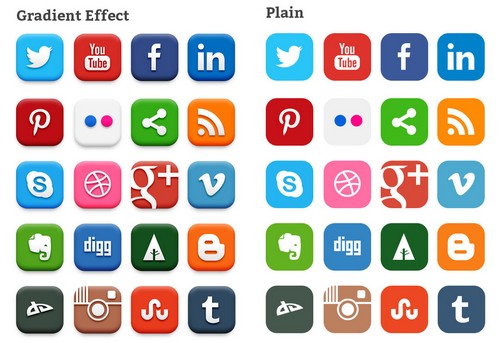 Gradient Effect
Plain
You
Tube
f
in
You
Tube
f
in
S
g+
v
S
g+
v
digg
B
digg
B
t
t